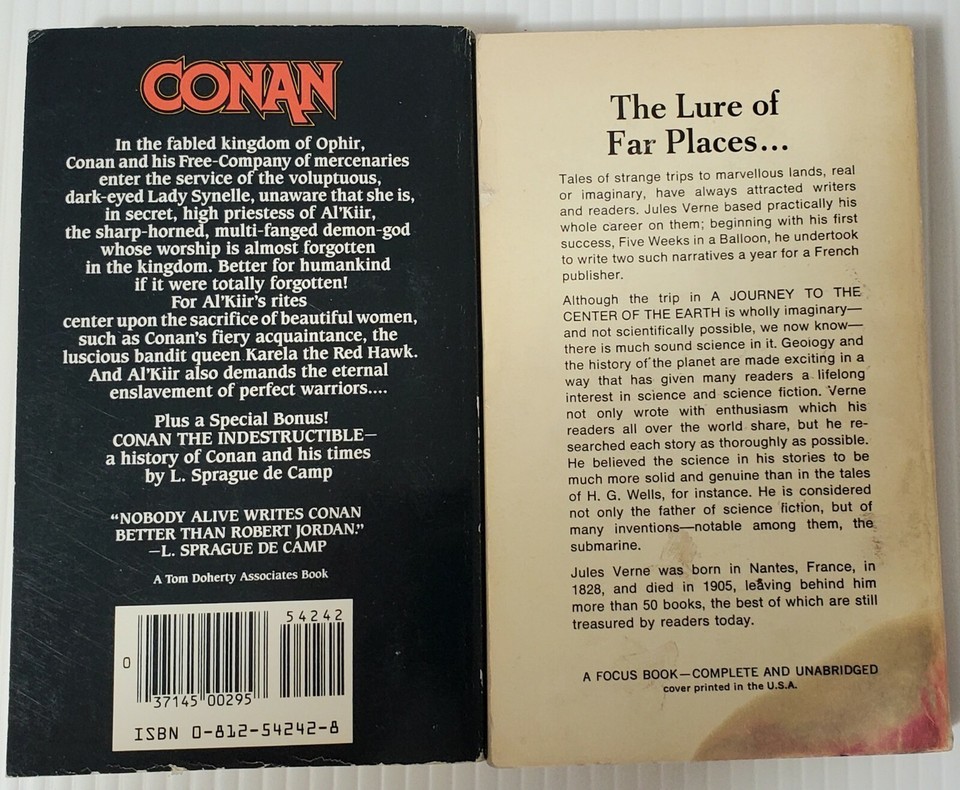 CONAN
In the fabled kingdom of Ophir,
Conan and his Free-Company of mercenaries
enter the service of the voluptuous,
dark-eyed Lady Synelle, unaware that she is,
in secret, high priestess of Al'Kiir,
the sharp-horned, multi-fanged demon-god
whose worship is almost forgotten
in the kingdom. Better for humankind
if it were totally forgotten!
For Al'Kiir's rites
center upon the sacrifice of beautiful women,
such as Conan's fiery acquaintance, the
luscious bandit queen Karela the Red Hawk.
And Al'Kiir also demands the eternal
enslavement of perfect warriors....
Plus a Special Bonus!
CONAN THE INDESTRUCTIBLE—
a history of Conan and his times
by L. Sprague de Camp
"NOBODY ALIVE WRITES CONAN
BETTER THAN ROBERT JORDAN."
—L. SPRAGUE DE CAMP
A Tom Doherty Associates Book
54242
0
37145 00295
ISBN 0-812-54242-8
The Lure of
Far Places...
Tales of strange trips to marvellous lands, real
or imaginary, have always attracted writers
and readers. Jules Verne based practically his
whole career on them; beginning with his first
success, Five Weeks in a Balloon, he undertook
to write two such narratives a year for a French
publisher.
Although the trip in A JOURNEY TO THE
CENTER OF THE EARTH is wholly imaginary—
and not scientifically possible, we now know—
there is much sound science in it. Geology and
the history of the planet are made exciting in a
way that has given many readers a lifelong
interest in science and science fiction. Verne
not only wrote with enthusiasm which his
readers all over the world share, but he re-
searched each story as thoroughly as possible.
He believed the science in his stories to be
much more solid and genuine than in the tales
of H. G. Wells, for instance. He is considered
not only the father of science fiction, but of
many inventions—notable among them, the
submarine.
Jules Verne was born in Nantes, France, in
1828, and died in 1905, leaving behind him
more than 50 books, the best of which are still
treasured by readers today.
A FOCUS BOOK—COMPLETE AND UNABRIDGED
cover printed in the U.S.A.